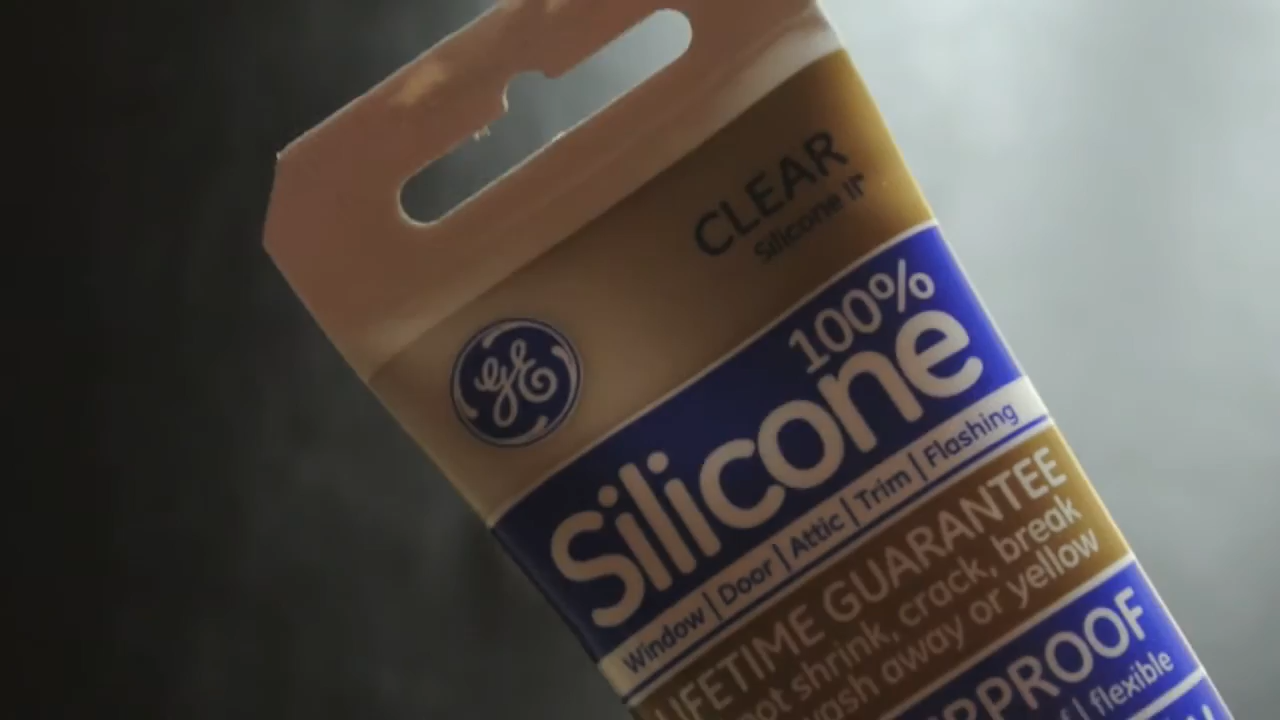 CLEAR
Silicone
GE
100%
Silicone
Window | Door | Attic | Trim | Flashing
LIFETIME GUARANTEE
not shrink, crack, break
wash away or yellow
flexible